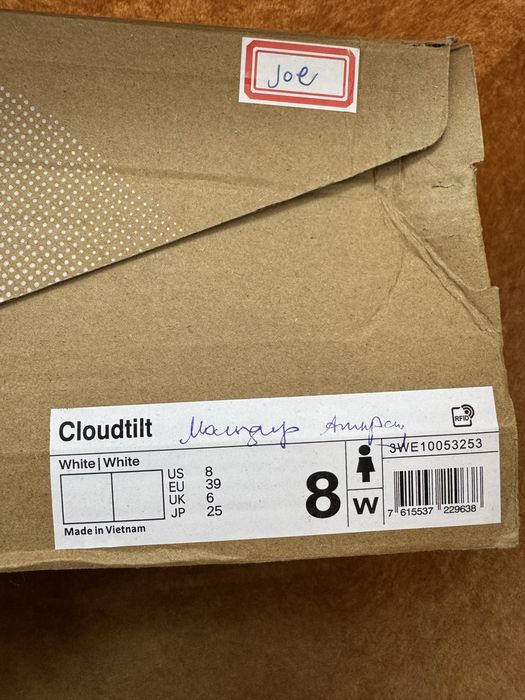 Joe
Cloudtilt
RFID
White | White
3WE10053253
US 8
EU 39
UK 6
JP 25
8
W
7 615537 229638
Made in Vietnam